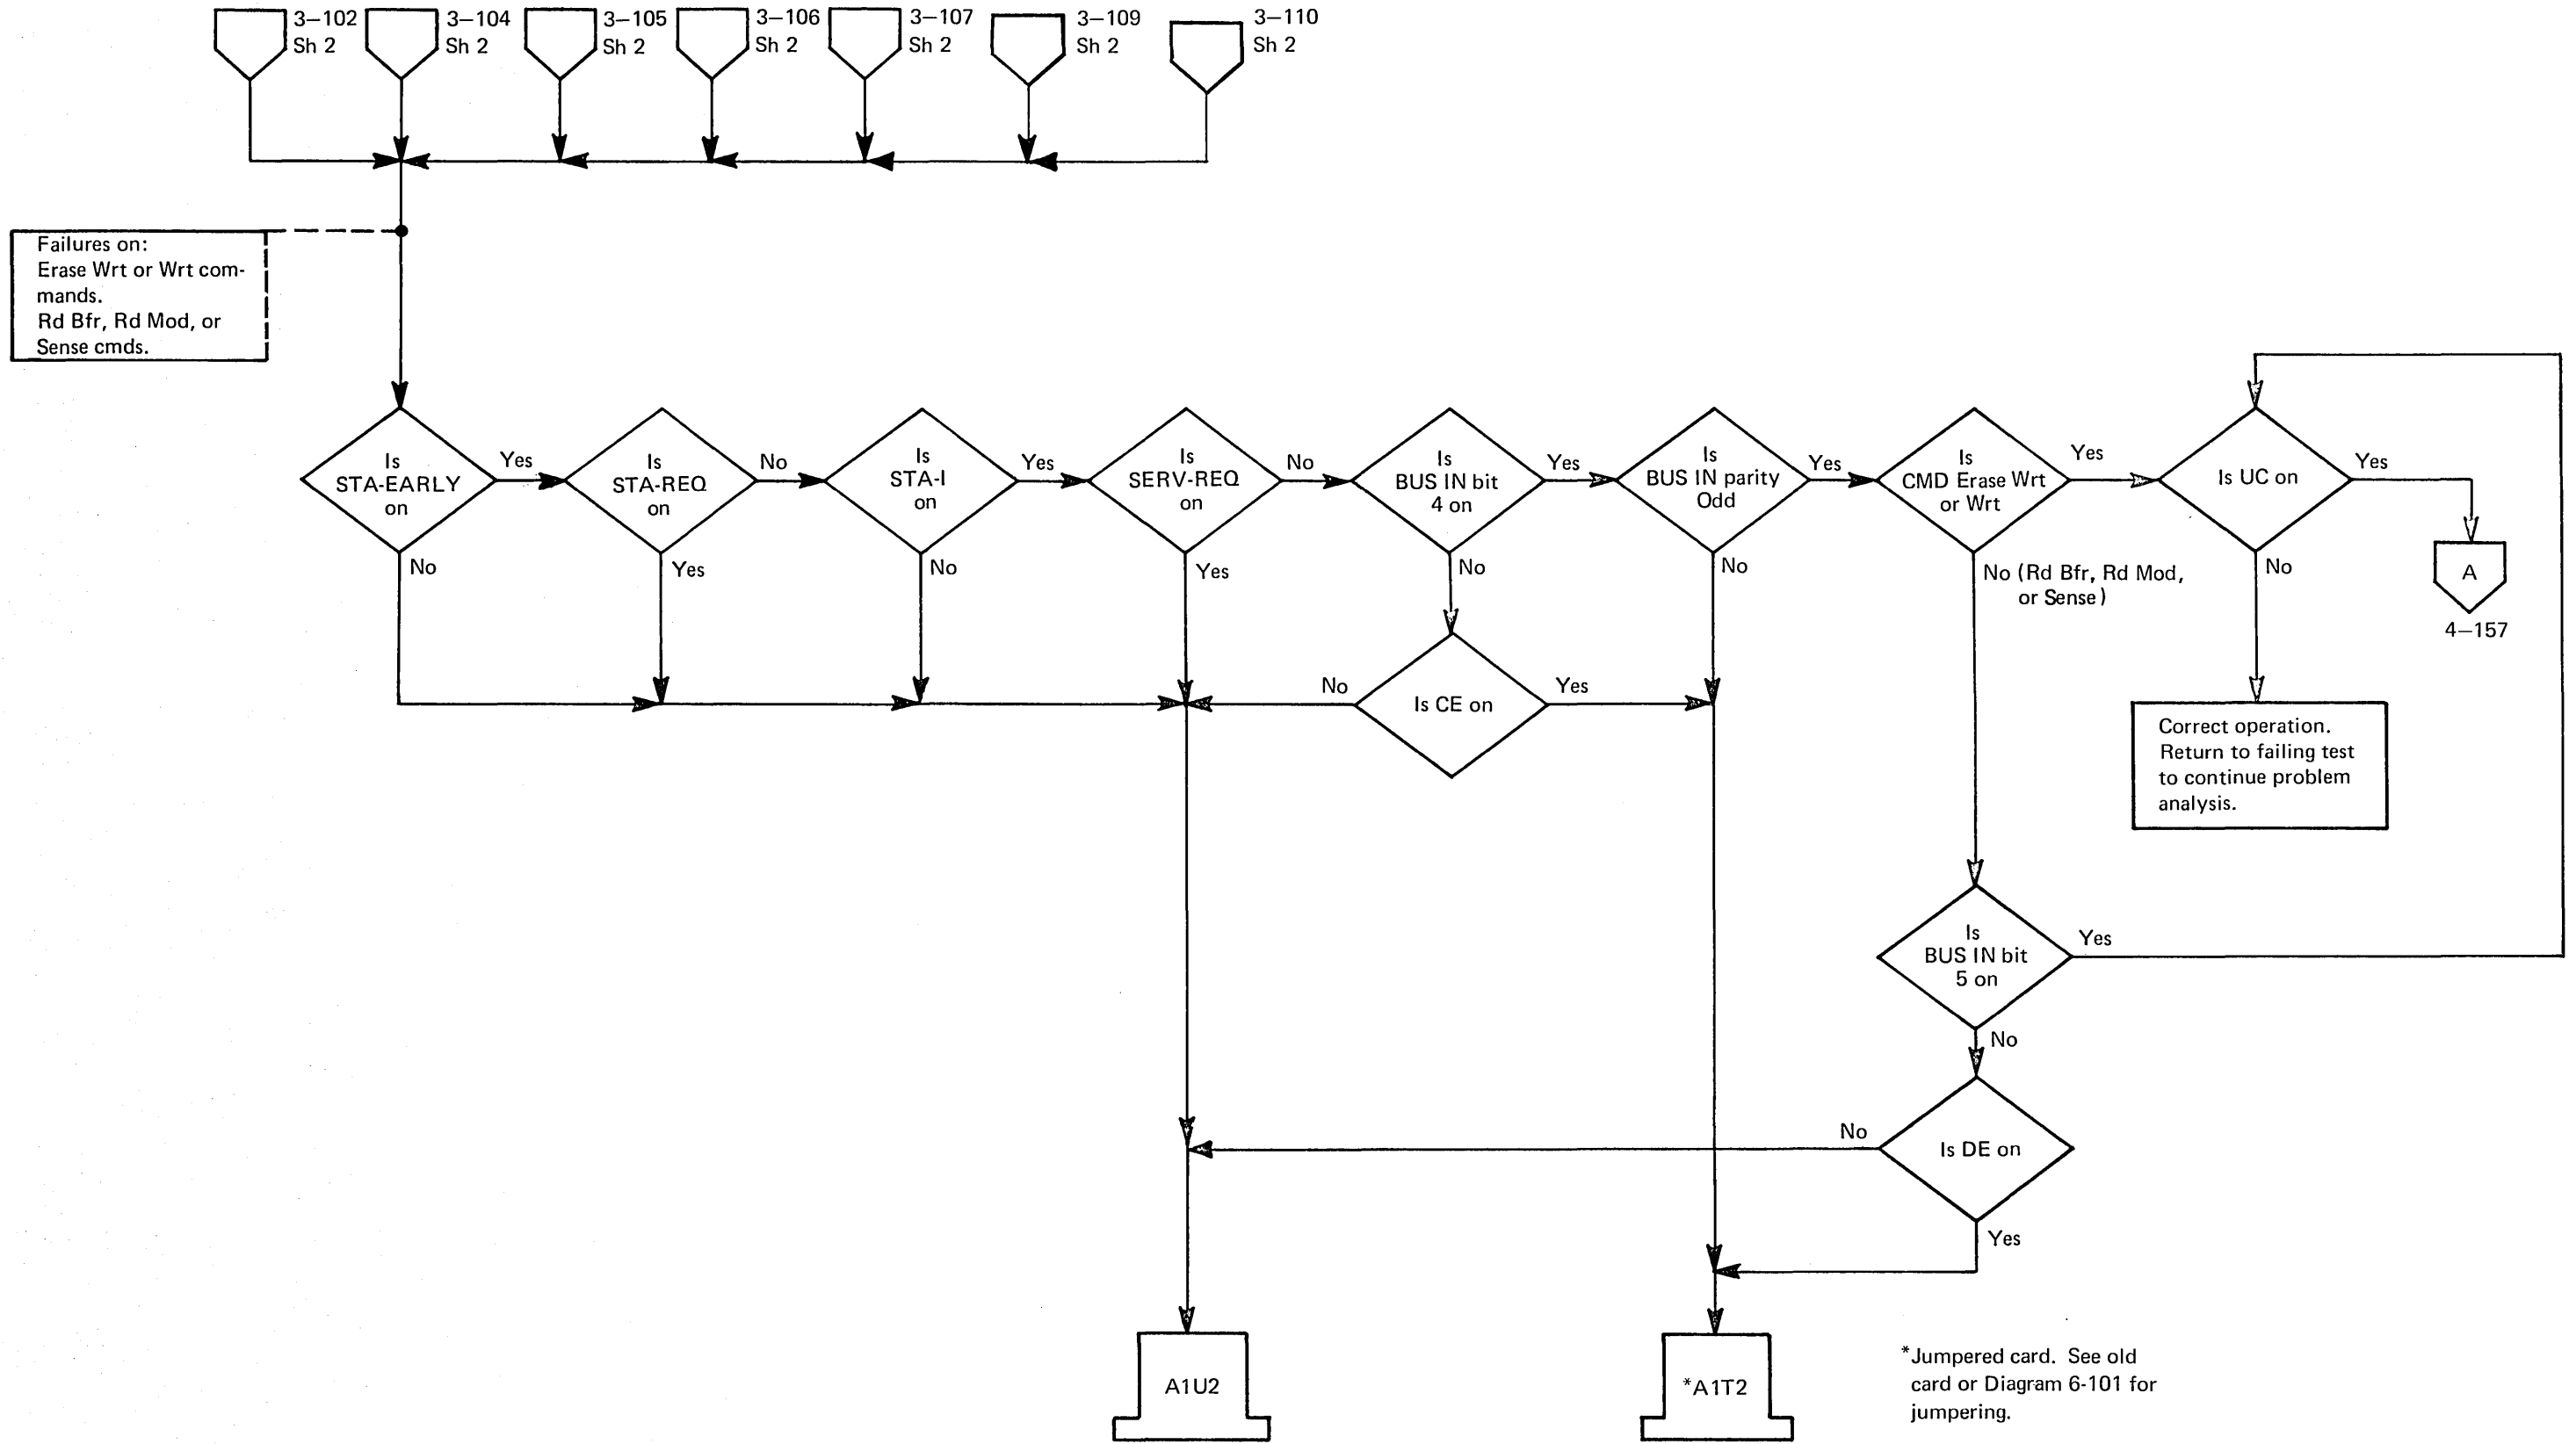 3–102
Sh 2
3–104
Sh 2
3–105
Sh 2
3–106
Sh 2
3–107
Sh 2
3–109
Sh 2
3–110
Sh 2
Failures on:
Erase Wrt or Wrt com-
mands.
Rd Bfr, Rd Mod, or
Sense cmds.
Is
STA-EARLY
on
Yes
No
Is
STA-REQ
on
No
Yes
Is
STA-I
on
Yes
No
Is
SERV-REQ
on
No
Yes
Is
BUS IN bit
4 on
Yes
No
Is
BUS IN parity
Odd
Yes
No
Is
CMD Erase Wrt
or Wrt
Yes
No (Rd Bfr, Rd Mod,
or Sense)
Is UC on
Yes
No
A
4–157
No
Is CE on
Yes
Correct operation.
Return to failing test
to continue problem
analysis.
Is
BUS IN bit
5 on
Yes
No
No
Is DE on
Yes
A1U2
*A1T2
*Jumpered card. See old
card or Diagram 6-101 for
jumpering.